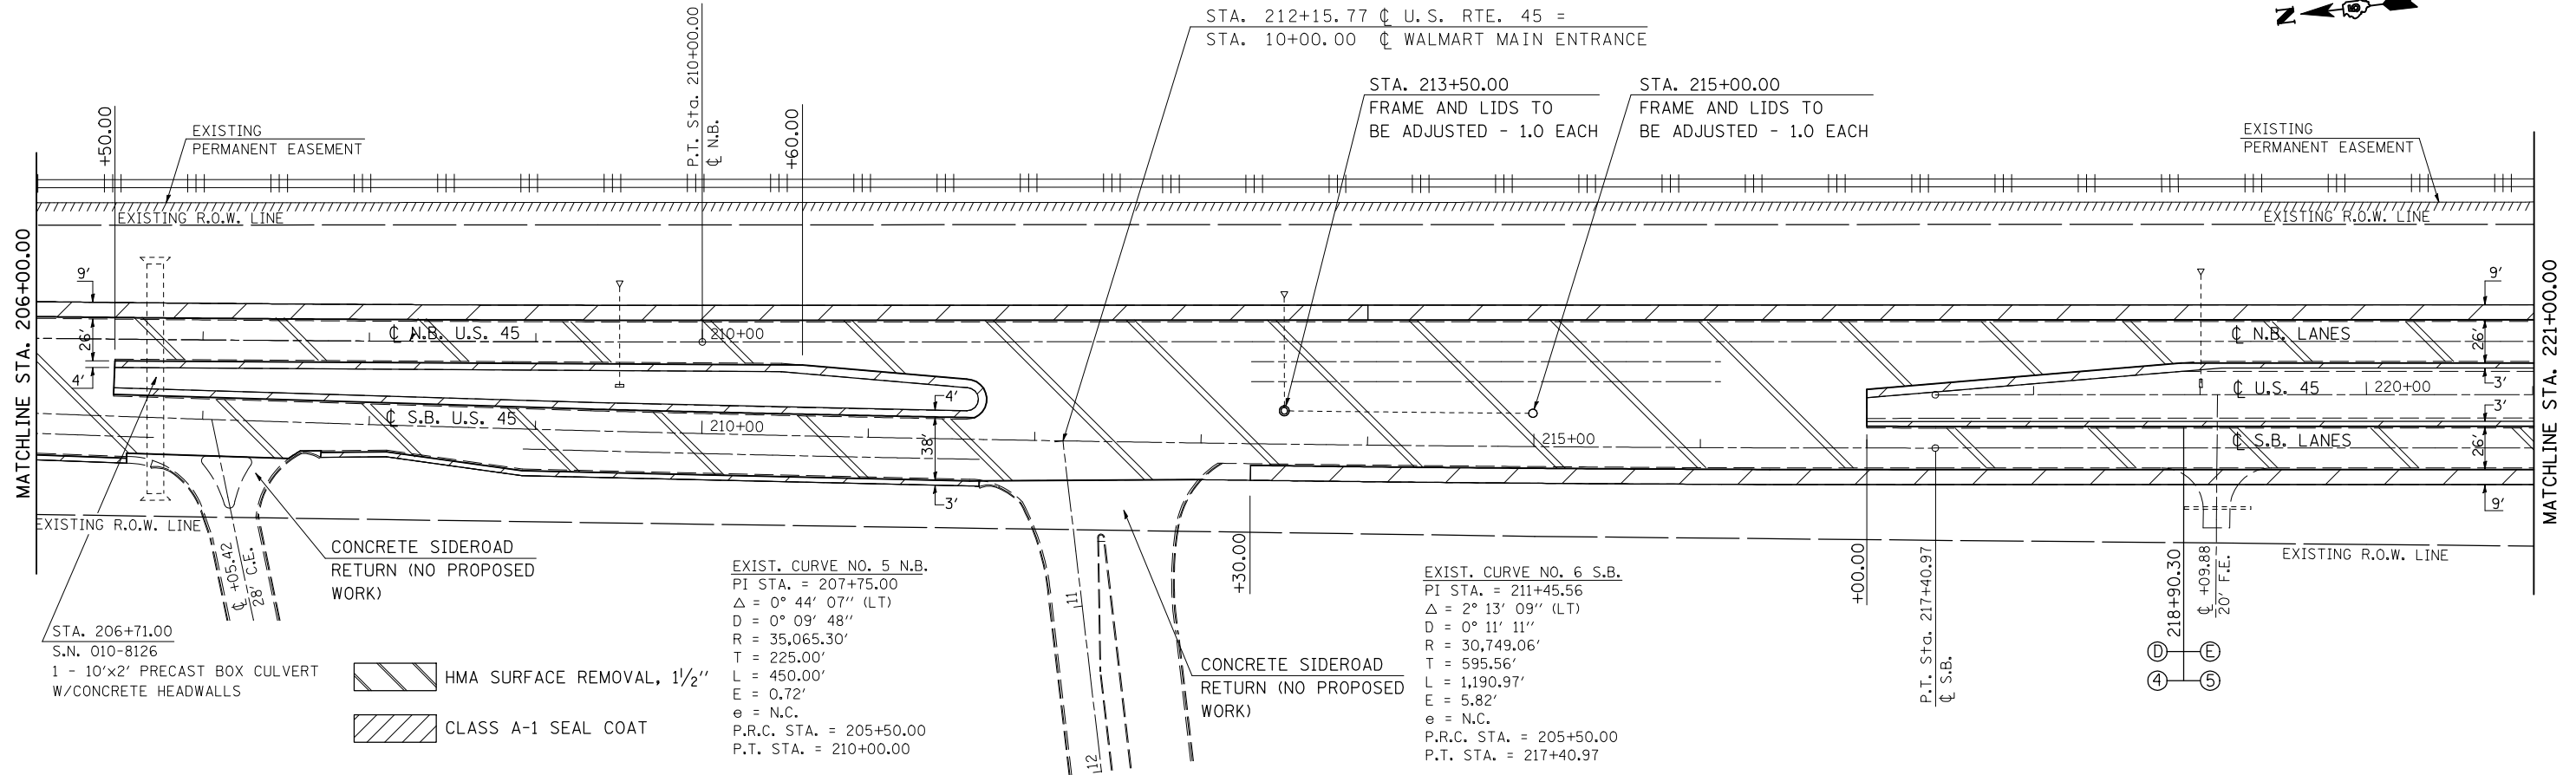 STA. 212+15.77 ℄ U.S. RTE. 45 =
STA. 10+00.00 ℄ WALMART MAIN ENTRANCE
N
STA. 213+50.00
FRAME AND LIDS TO
BE ADJUSTED - 1.0 EACH
STA. 215+00.00
FRAME AND LIDS TO
BE ADJUSTED - 1.0 EACH
P.T. Sta. 210+00.00
℄ N.B.
+50.00
+60.00
EXISTING
PERMANENT EASEMENT
EXISTING
PERMANENT EASEMENT
EXISTING R.O.W. LINE
EXISTING R.O.W. LINE
MATCHLINE STA. 206+00.00
MATCHLINE STA. 221+00.00
9'
26'
4'
℄ N.B. U.S. 45
210+00
℄ S.B. U.S. 45
210+00
4'
38'
3'
215+00
9'
℄ N.B. LANES
26'
3'
℄ U.S. 45
220+00
3'
℄ S.B. LANES
26'
9'
EXISTING R.O.W. LINE
EXISTING R.O.W. LINE
℄ +05.42
28' C.E.
CONCRETE SIDEROAD
RETURN (NO PROPOSED
WORK)
STA. 206+71.00
S.N. 010-8126
1 - 10'x2' PRECAST BOX CULVERT
W/CONCRETE HEADWALLS
HMA SURFACE REMOVAL, 1½"
CLASS A-1 SEAL COAT
EXIST. CURVE NO. 5 N.B.
PI STA. = 207+75.00
△ = 0° 44' 07" (LT)
D = 0° 09' 48"
R = 35,065.30'
T = 225.00'
L = 450.00'
E = 0.72'
e = N.C.
P.R.C. STA. = 205+50.00
P.T. STA. = 210+00.00
11
12
+30.00
CONCRETE SIDEROAD
RETURN (NO PROPOSED
WORK)
EXIST. CURVE NO. 6 S.B.
PI STA. = 211+45.56
△ = 2° 13' 09" (LT)
D = 0° 11' 11"
R = 30,749.06'
T = 595.56'
L = 1,190.97'
E = 5.82'
e = N.C.
P.R.C. STA. = 205+50.00
P.T. STA. = 217+40.97
+00.00
P.T. Sta. 217+40.97
℄ S.B.
218+90.30
℄ +09.88
20' F.E.
D E
4 5